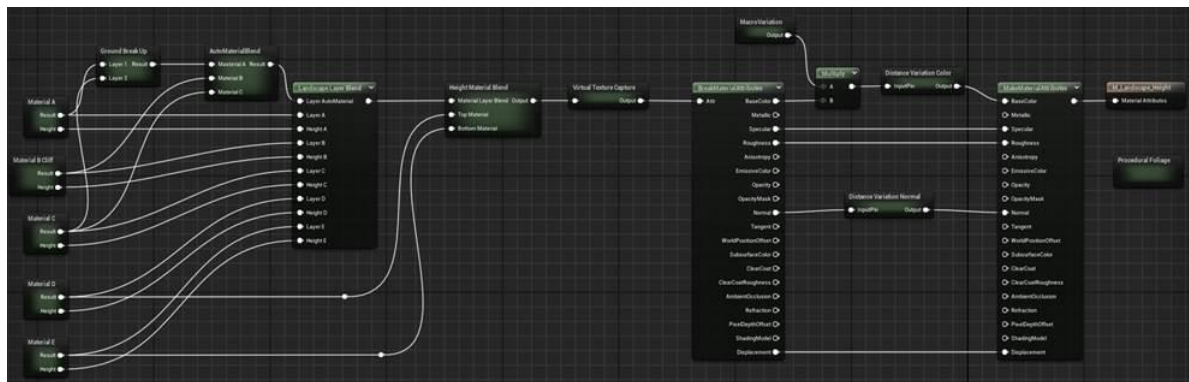 MacroVariation
Output
Ground Break Up
Layer 1 Result
Layer 2
AutoMaterialBlend
Material A Result
Material B
Material C
Material A
Result
Height
Material B Cliff
Result
Height
Material C
Result
Height
Material D
Result
Height
Material E
Result
Height
Landscape Layer Blend
Layer AutoMaterial
Layer A
Height A
Layer B
Height B
Layer C
Height C
Layer D
Height D
Layer E
Height E
Height Material Blend
Material Layer Blend Output
Top Material
Bottom Material
Virtual Texture Capture
Output
BreakMaterialAttributes
Attr BaseColor
Metallic
Specular
Roughness
Anisotropy
EmissiveColor
Opacity
OpacityMask
Normal
Tangent
WorldPositionOffset
SubsurfaceColor
ClearCoat
ClearCoatRoughness
AmbientOcclusion
Refraction
PixelDepthOffset
ShadingModel
Displacement
Multiply
A
B
Distance Variation Color
InputPin Output
Distance Variation Normal
InputPin Output
MakeMaterialAttributes
BaseColor
Metallic
Specular
Roughness
Anisotropy
EmissiveColor
Opacity
OpacityMask
Normal
Tangent
WorldPositionOffset
SubsurfaceColor
ClearCoat
ClearCoatRoughness
AmbientOcclusion
Refraction
PixelDepthOffset
ShadingModel
Displacement
M_Landscape_Height
Material Attributes
Procedural Foliage